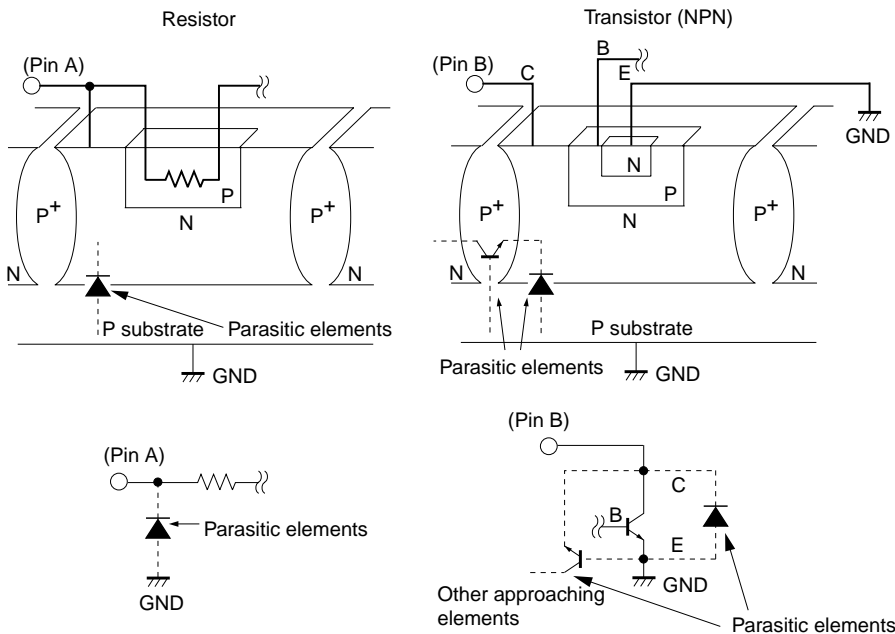 Resistor
(Pin A)
P+
P
N
P+
N
N
P substrate
Parasitic elements
GND
Transistor (NPN)
(Pin B)
C
B
E
GND
P+
N
P
N
P+
N
N
P substrate
Parasitic elements
GND
(Pin A)
Parasitic elements
GND
(Pin B)
C
B
E
GND
Other approaching
elements
Parasitic elements